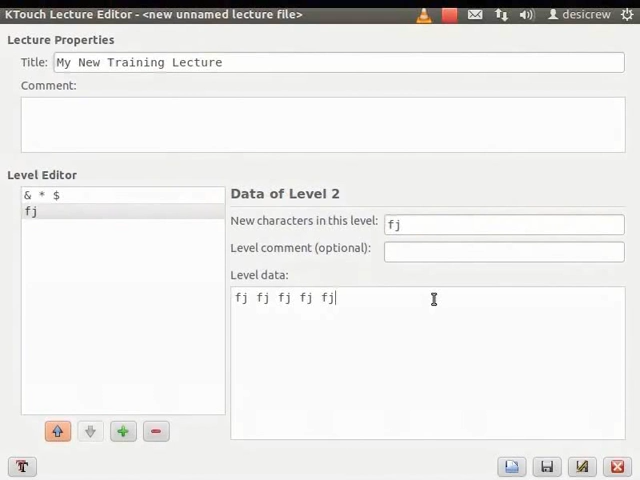 KTouch Lecture Editor - <new unnamed lecture file>
desicrew
Lecture Properties
Title: My New Training Lecture
Comment:
Level Editor
& * $
fj
Data of Level 2
New characters in this level: fj
Level comment (optional):
Level data:
fj fj fj fj fj